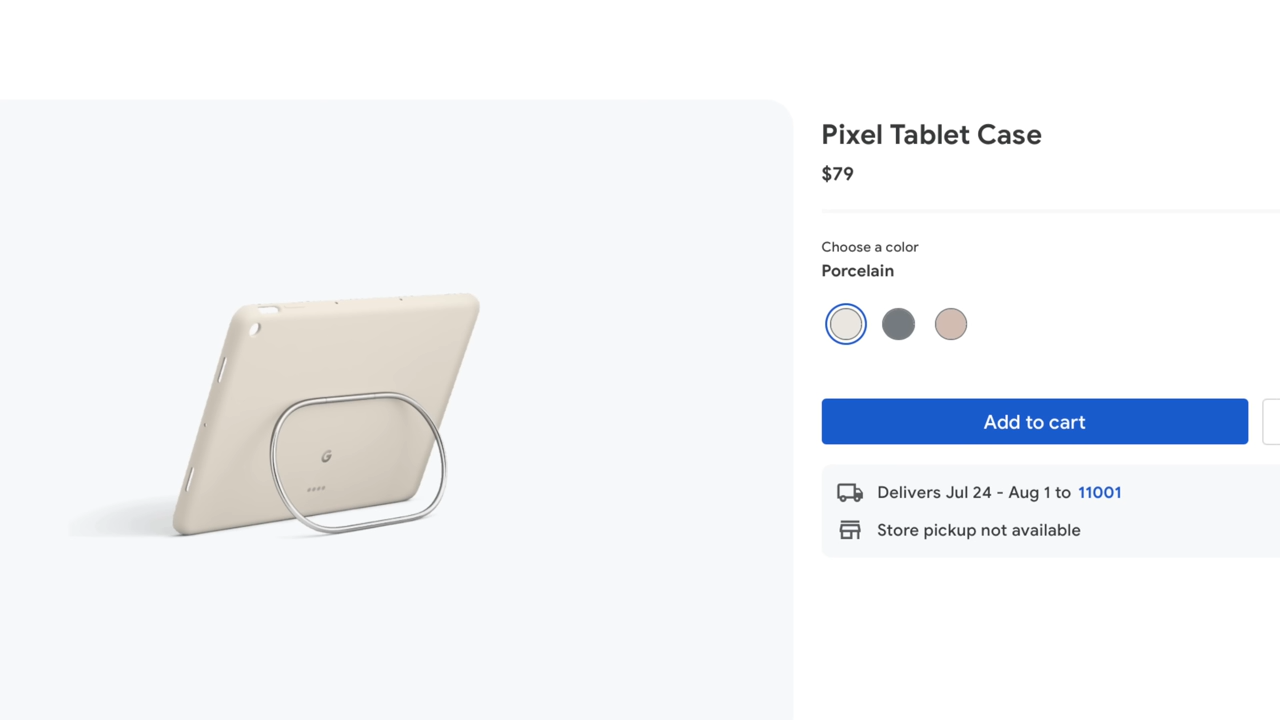 Pixel Tablet Case
$79
Choose a color
Porcelain
Add to cart
Delivers Jul 24 - Aug 1 to 11001
Store pickup not available
G